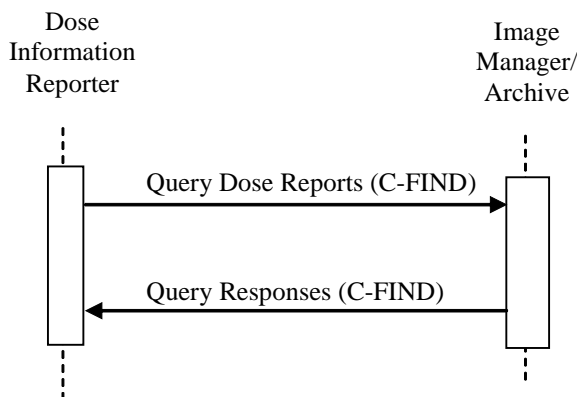 Dose
Information
Reporter
Image
Manager/
Archive
Query Dose Reports (C-FIND)
Query Responses (C-FIND)